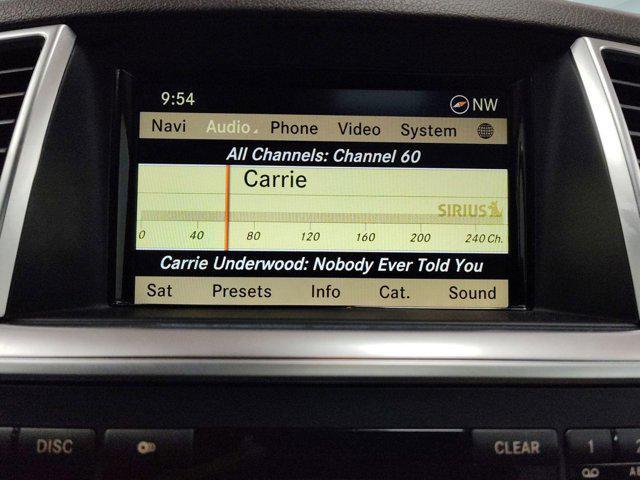 9:54 NW
Navi Audio Phone Video System
All Channels: Channel 60
Carrie
SIRIUS
0 40 80 120 160 200 240 Ch.
Carrie Underwood: Nobody Ever Told You
Sat Presets Info Cat. Sound
DISC CLEAR 1 2